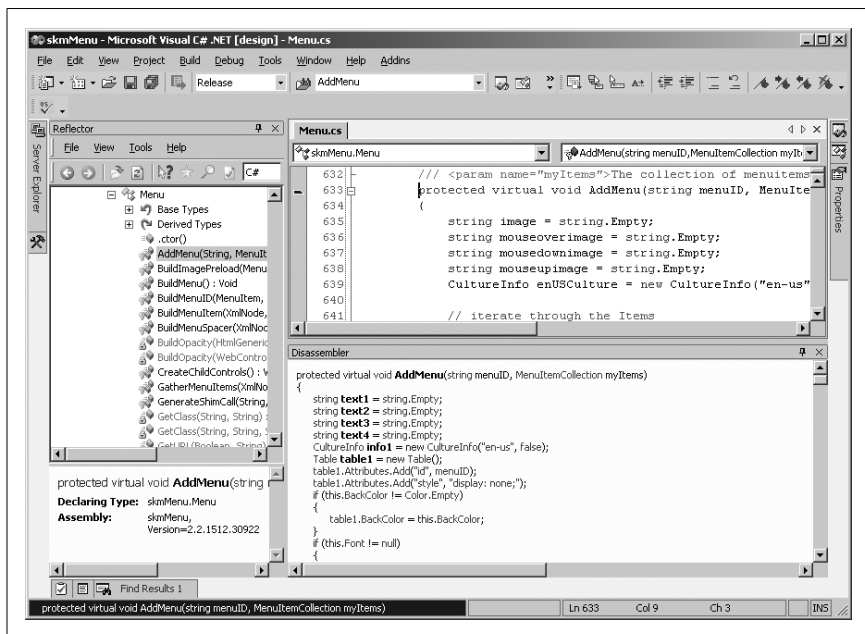 skmMenu - Microsoft Visual C# .NET [design] - Menu.cs
File Edit View Project Build Debug Tools Window Help Addins
Release AddMenu
Server Explorer
Reflector
File View Tools Help
C#
Menu
Base Types
Derived Types
.ctor()
AddMenu(String, MenuIt
BuildImagePreload(Menu
BuildMenu() : Void
BuildMenuID(MenuItem,
BuildMenuItem(XmlNode,
BuildMenuSpacer(XmlNoc
BuildOpacity(HtmlGeneric
BuildOpacity(WebContro
CreateChildControls() : V
GatherMenuItems(XmlNo
GenerateShimCall(String,
GetClass(String, String) :
GetClass(String, String, S
GetURL(Boolean, String)
protected virtual void AddMenu(string r
Declaring Type: skmMenu.Menu
Assembly: skmMenu,
Version=2.2.1512.30922
Menu.cs
skmMenu.Menu AddMenu(string menuID,MenuItemCollection myIte
632 /// <param name="myItems">The collection of menuitems
633 protected virtual void AddMenu(string menuID, MenuIte
634 {
635 string image = string.Empty;
636 string mouseoverimage = string.Empty;
637 string mousedownimage = string.Empty;
638 string mouseupimage = string.Empty;
639 CultureInfo enUSCulture = new CultureInfo("en-us"
640
641 // iterate through the Items
Properties
Disassembler
protected virtual void AddMenu(string menuID, MenuItemCollection myItems)
{
string text1 = string.Empty;
string text2 = string.Empty;
string text3 = string.Empty;
string text4 = string.Empty;
CultureInfo info1 = new CultureInfo("en-us", false);
Table table1 = new Table();
table1.Attributes.Add("id", menuID);
table1.Attributes.Add("style", "display: none;");
if (this.BackColor != Color.Empty)
{
table1.BackColor = this.BackColor;
}
if (this.Font != null)
{
Find Results 1
protected virtual void AddMenu(string menuID, MenuItemCollection myItems) Ln 633 Col 9 Ch 3 INS